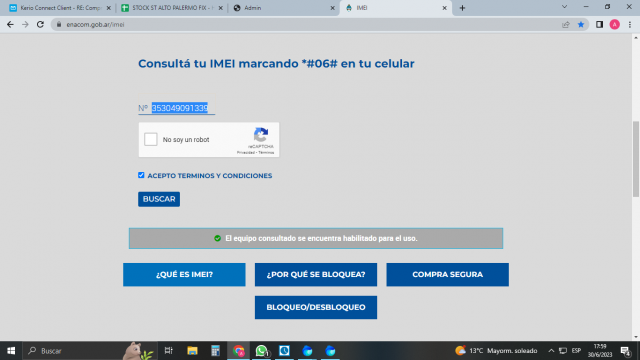 Kerio Connect Client - RE: Comp
STOCK ST ALTO PALERMO FIX -
Admin
IMEI
enacom.gob.ar/imei
A
Consultá tu IMEI marcando *#06# en tu celular
Nº 353049091339
No soy un robot
reCAPTCHA
Privacidad - Términos
ACEPTO TERMINOS Y CONDICIONES
BUSCAR
El equipo consultado se encuentra habilitado para el uso.
¿QUÉ ES IMEI?
¿POR QUÉ SE BLOQUEA?
COMPRA SEGURA
BLOQUEO/DESBLOQUEO
Buscar
13°C Mayorm. soleado
ESP
17:59
30/6/2023